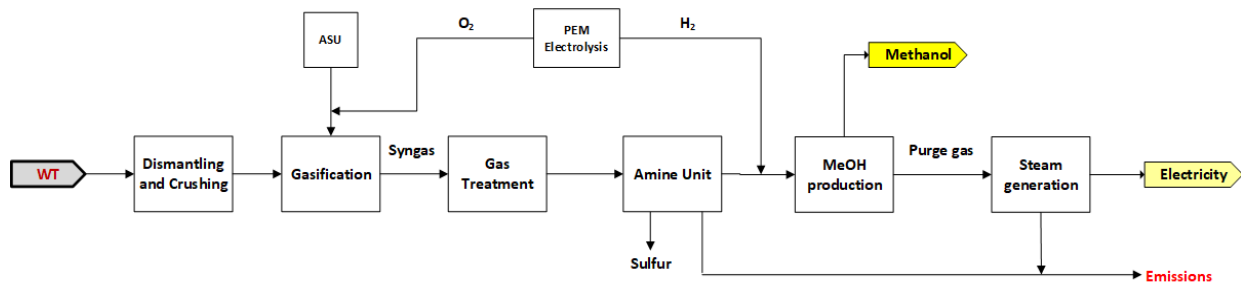 O₂
PEM
Electrolysis
H₂
ASU
Methanol
WT
Dismantling
and Crushing
Gasification
Syngas
Gas
Treatment
Amine Unit
MeOH
production
Purge gas
Steam
generation
Electricity
Sulfur
Emissions